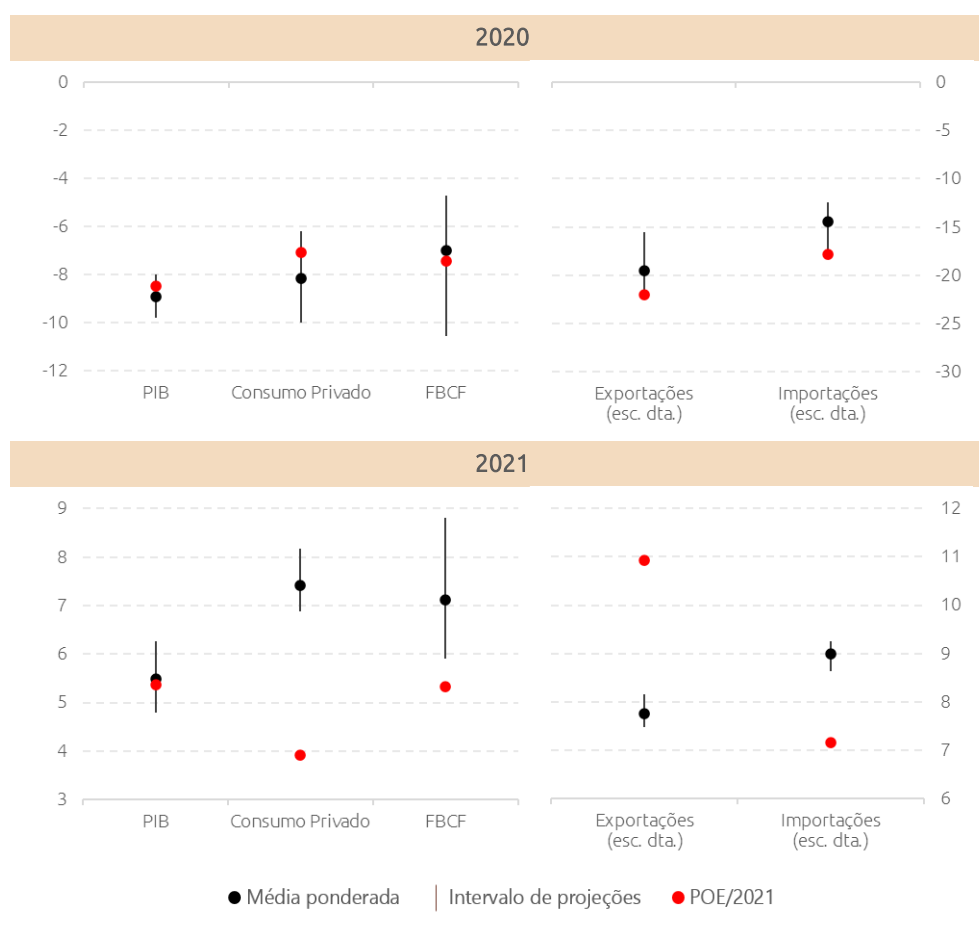 2020
0
-2
-4
-6
-8
-10
-12
PIB
Consumo Privado
FBCF
0
-5
-10
-15
-20
-25
-30
Exportações
(esc. dta.)
Importações
(esc. dta.)
2021
9
8
7
6
5
4
3
PIB
Consumo Privado
FBCF
12
11
10
9
8
7
6
Exportações
(esc. dta.)
Importações
(esc. dta.)
Média ponderada
Intervalo de projeções
POE/2021